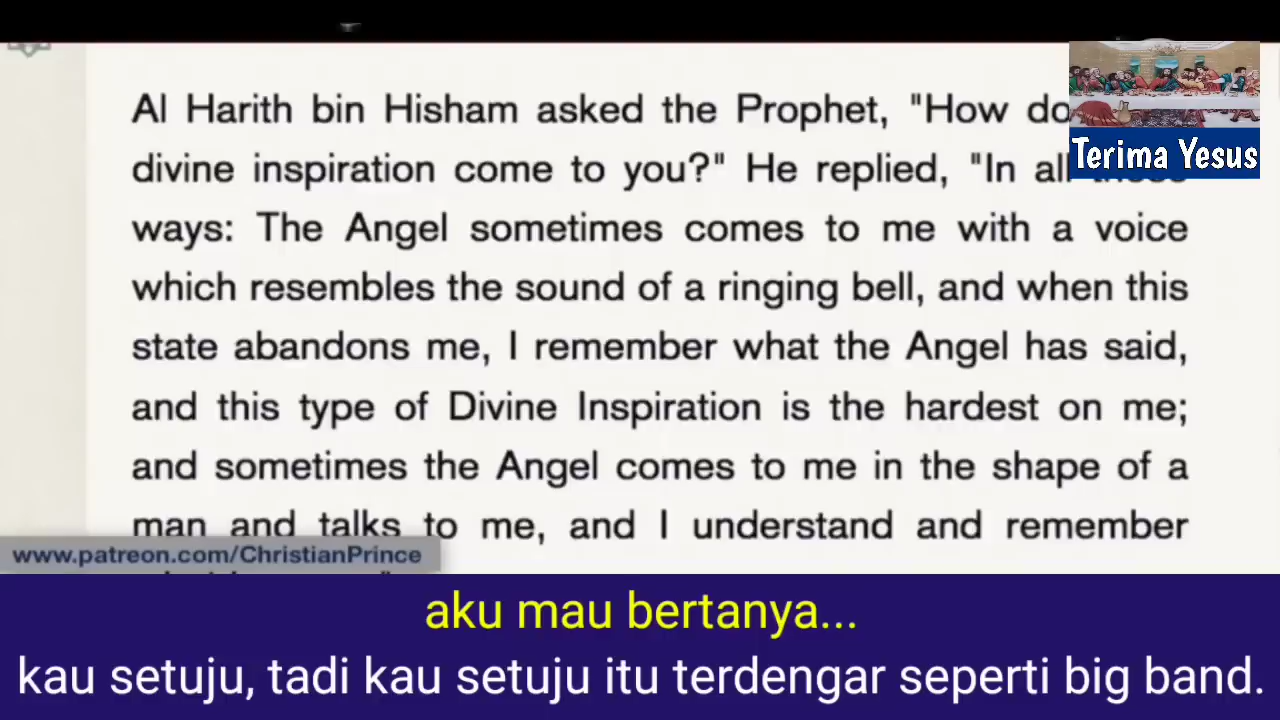 Al Harith bin Hisham asked the Prophet, "How do
divine inspiration come to you?" He replied, "In all
ways: The Angel sometimes comes to me with a voice
which resembles the sound of a ringing bell, and when this
state abandons me, I remember what the Angel has said,
and this type of Divine Inspiration is the hardest on me;
and sometimes the Angel comes to me in the shape of a
man and talks to me, and I understand and remember
Terima Yesus
www.patreon.com/ChristianPrince
aku mau bertanya...
kau setuju, tadi kau setuju itu terdengar seperti big band.